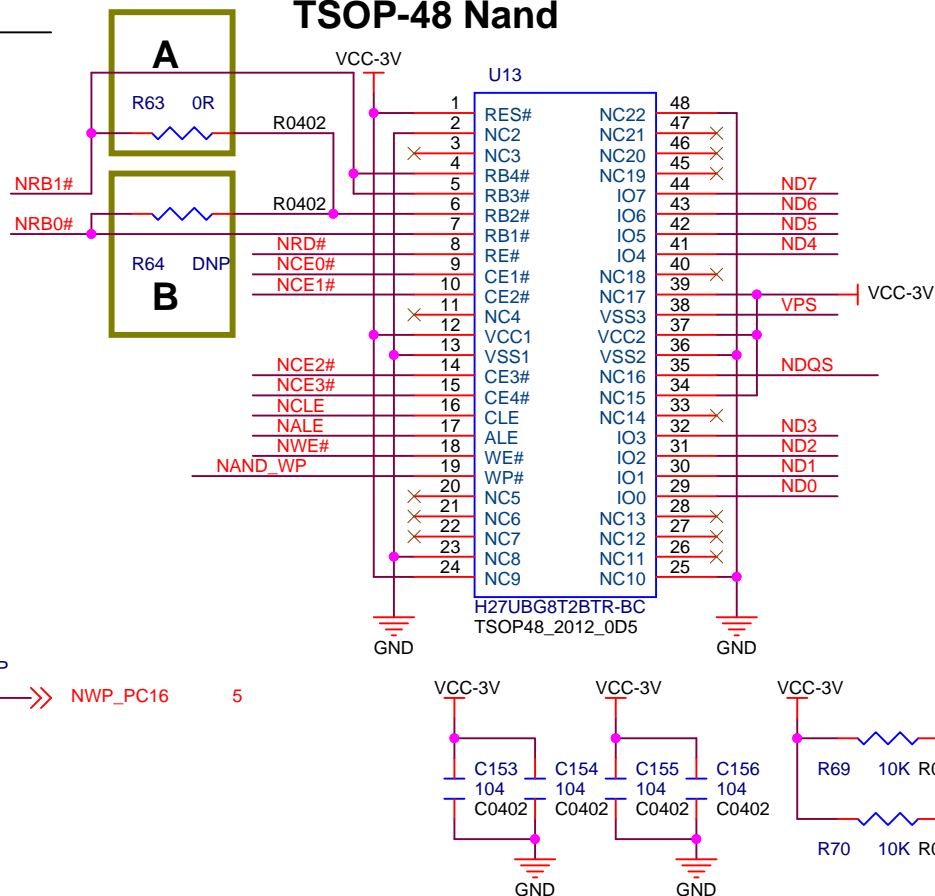 TSOP-48 Nand
A
VCC-3V
U13
R63 0R
R0402
NRB1#
NRB0#
R0402
R64 DNP
B
NRD#
NCE0#
NCE1#
NCE2#
NCE3#
NCLE
NALE
NWE#
NAND_WP
1 RES# NC22 48
2 NC2 NC21 47
3 NC3 NC20 46
4 RB4# NC19 45
5 RB3# IO7 44 ND7
6 RB2# IO6 43 ND6
7 RB1# IO5 42 ND5
8 RE# IO4 41 ND4
9 CE1# NC18 40
10 CE2# NC17 39 VCC-3V
11 NC4 VSS3 38 VPS
12 VCC1 VCC2 37
13 VSS1 VSS2 36
14 CE3# NC16 35 NDQS
15 CE4# NC15 34
16 CLE NC14 33
17 ALE IO3 32 ND3
18 WE# IO2 31 ND2
19 WP# IO1 30 ND1
20 NC5 IO0 29 ND0
21 NC6 NC13 28
22 NC7 NC12 27
23 NC8 NC11 26
24 NC9 NC10 25
H27UBG8T2BTR-BC
TSOP48_2012_0D5
GND GND
P
NWP_PC16 5
VCC-3V VCC-3V VCC-3V
C153 C154 C155 C156
104 104 104 104
C0402 C0402 C0402 C0402
R69 10K R0
R70 10K R0
GND GND